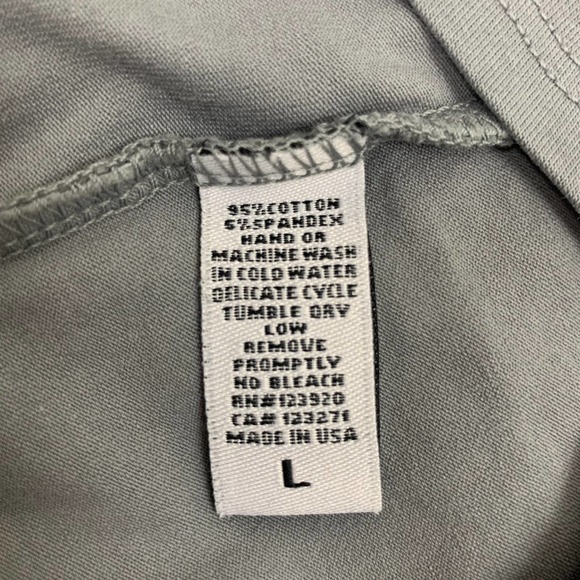 95%COTTON
5%SPANDEX
HAND OR
MACHINE WASH
IN COLD WATER
DELICATE CYCLE
TUMBLE DRY
LOW
REMOVE
PROMPTLY
NO BLEACH
RN#123920
CA# 123271
MADE IN USA
L